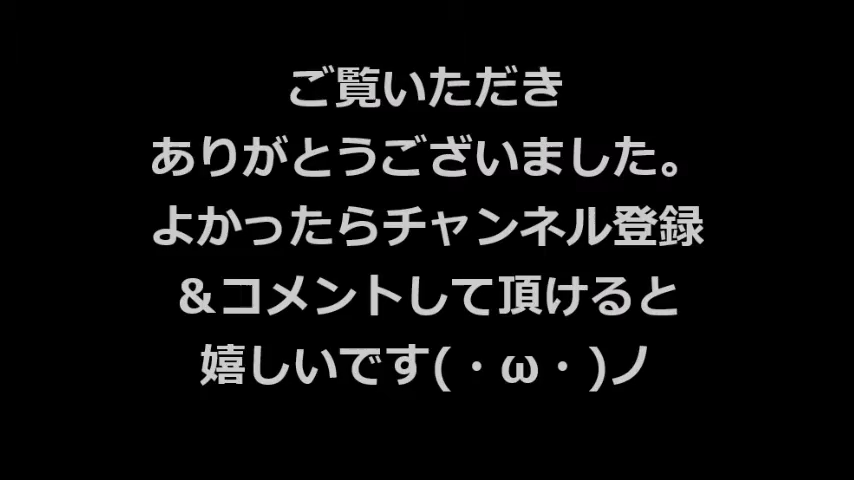 ご覧いただき
ありがとうございました。
よかったらチャンネル登録
＆コメントして頂けると
嬉しいです(・ω・)ノ